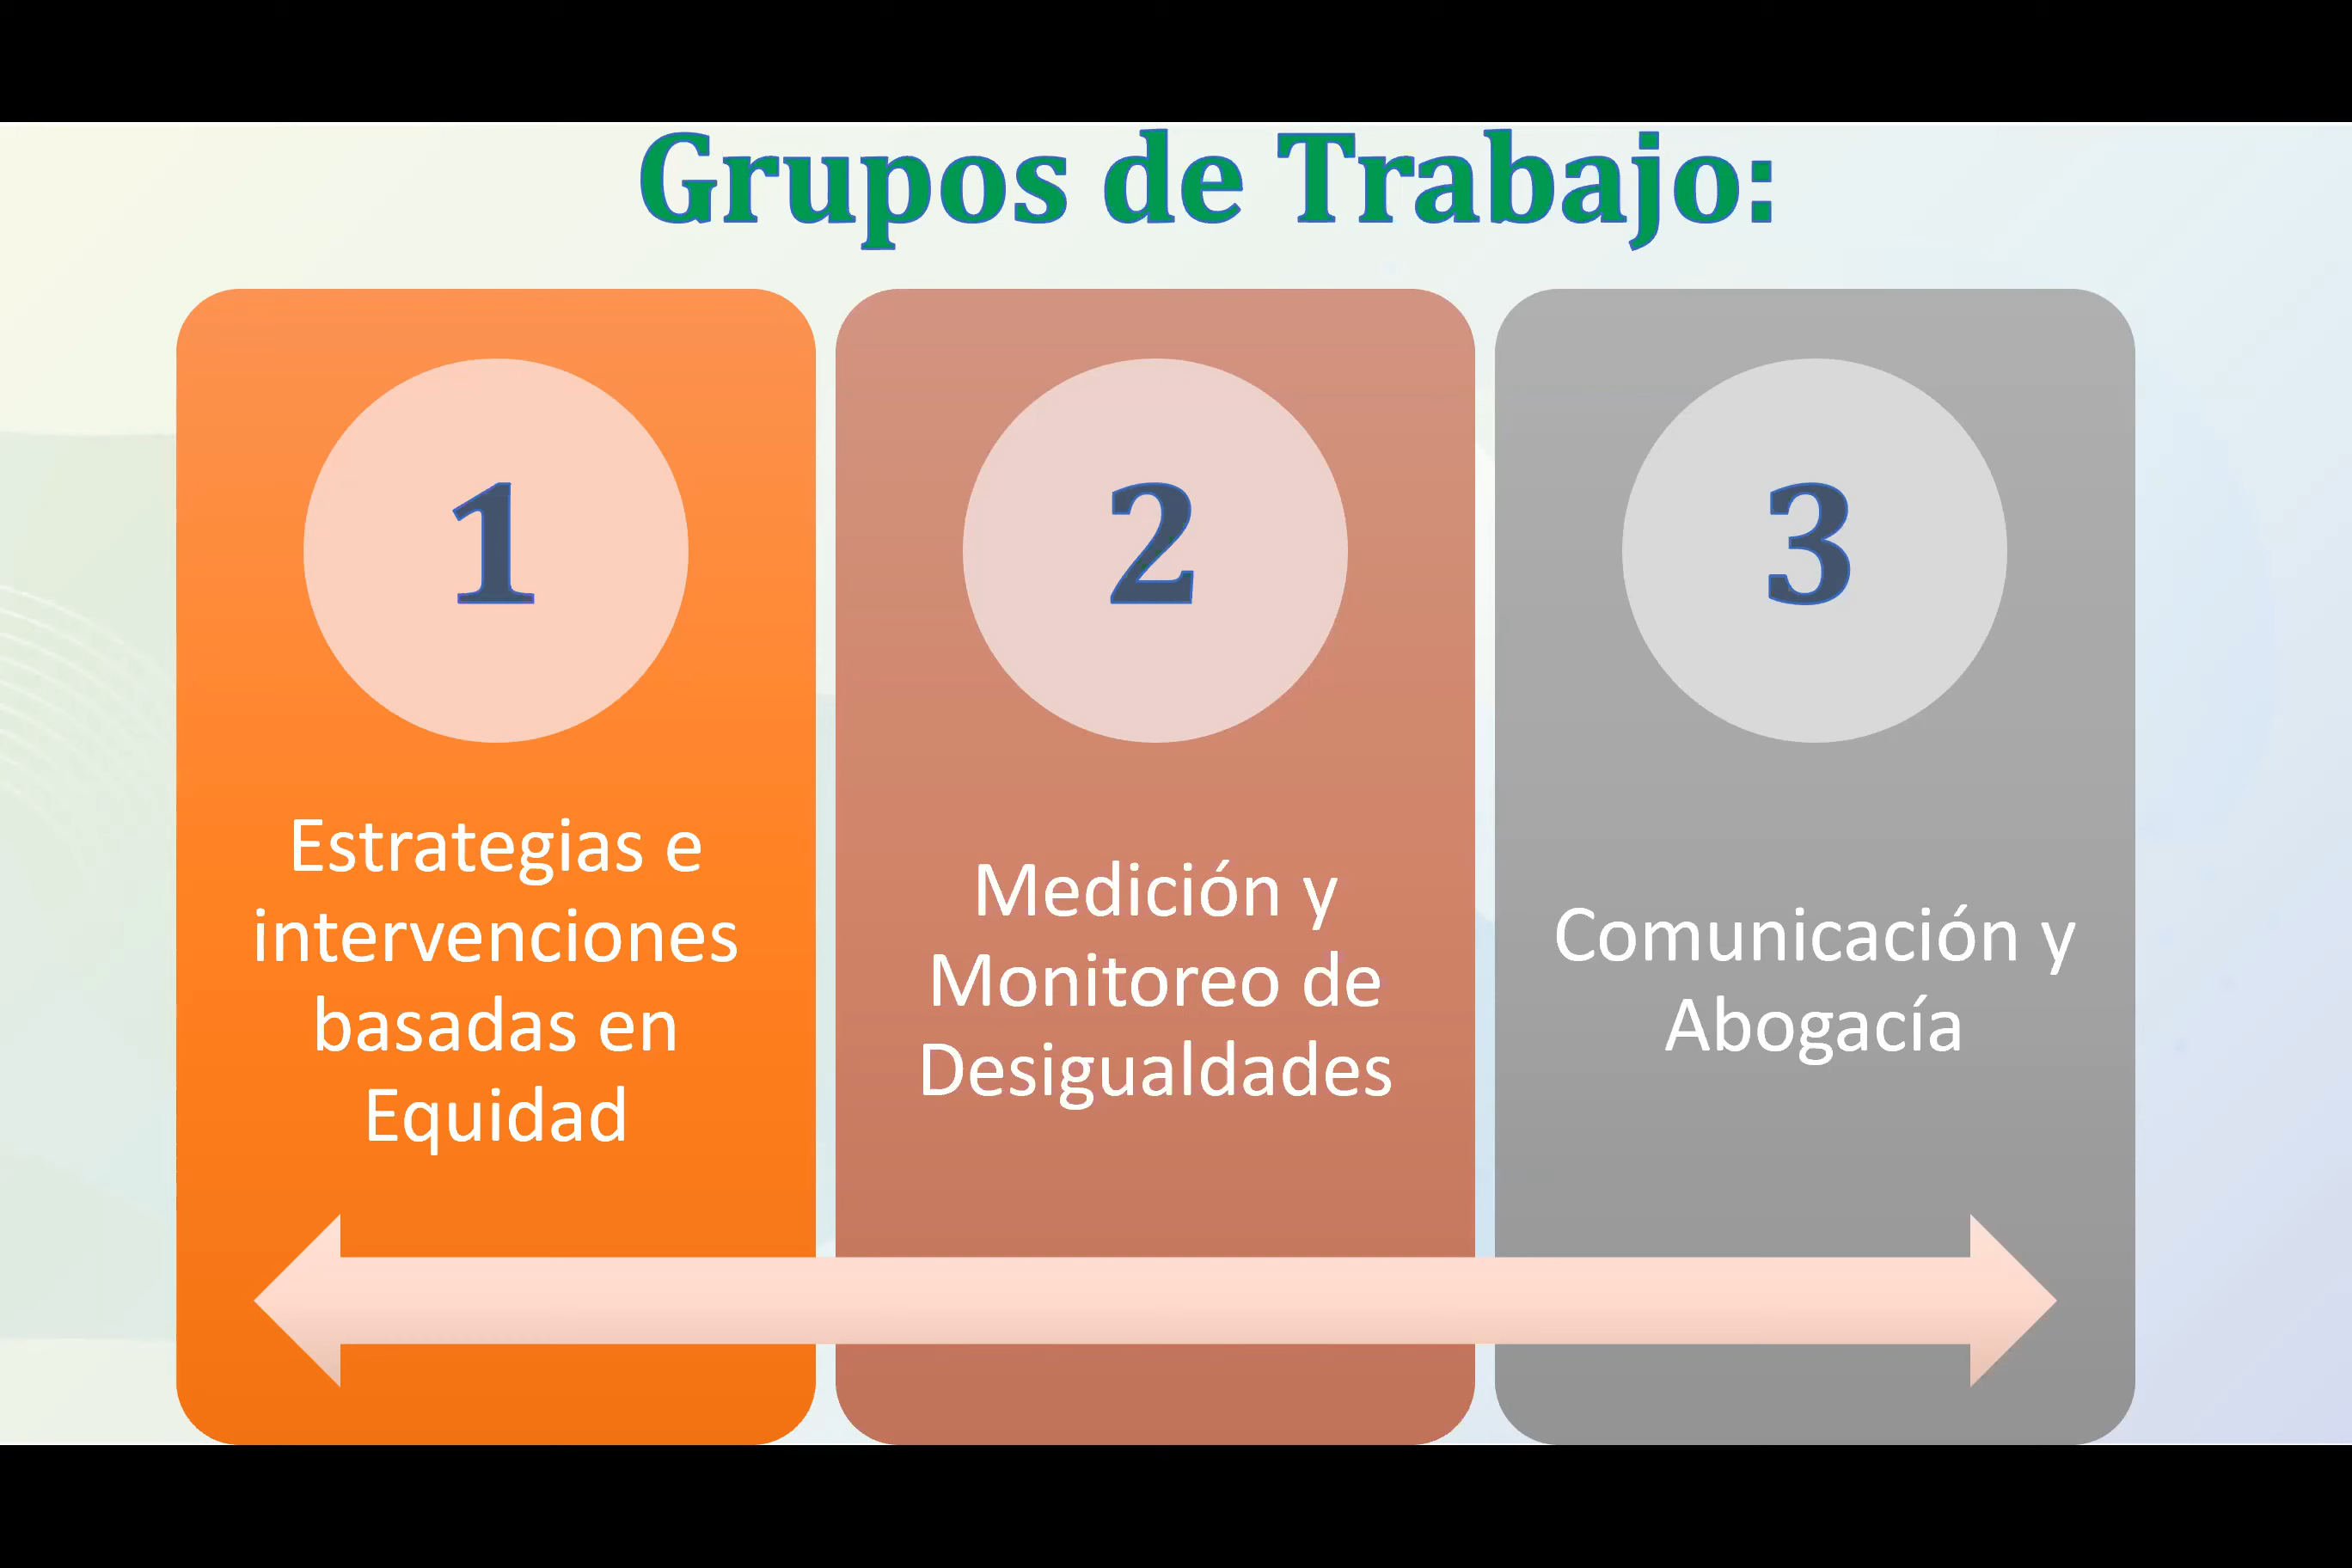 Grupos de Trabajo:
1
Estrategias e
intervenciones
basadas en
Equidad
2
Medición y
Monitoreo de
Desigualdades
3
Comunicación y
Abogacía